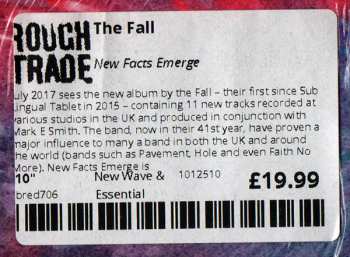 ROUGH
TRADE
The Fall
New Facts Emerge
uly 2017 sees the new album by the Fall – their first since Sub
ingual Tablet in 2015 – containing 11 new tracks recorded at
various studios in the UK and produced in conjunction with
Mark E Smith. The band, now in their 41st year, have proven a
major influence to many a band in both the UK and around
the world (bands such as Pavement, Hole and even Faith No
More). New Facts Emerge is
10" New Wave & 1012510 £19.99
bred706 Essential